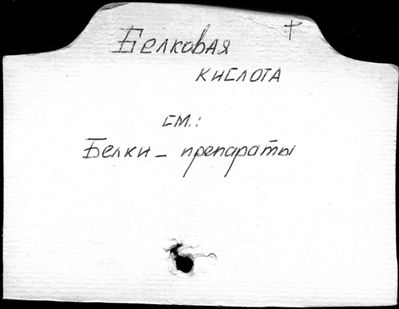 Белковая
кислота
см.:
Белки - препараты